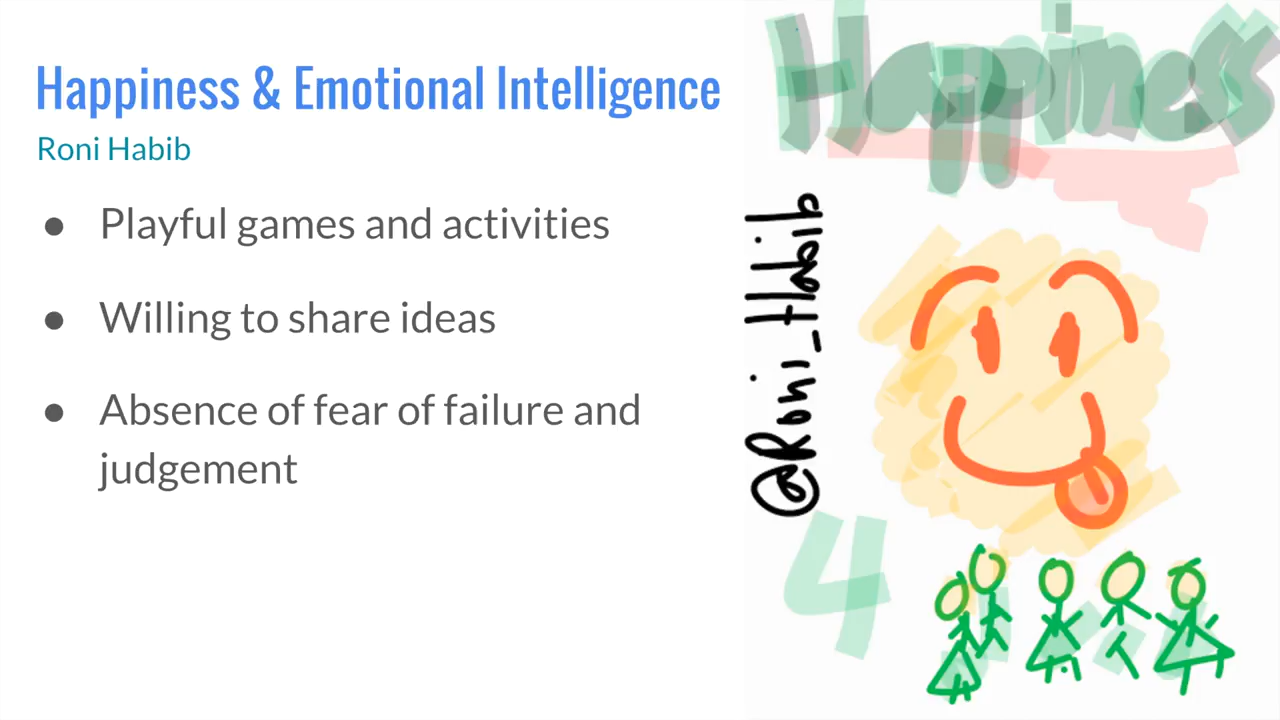 Happiness & Emotional Intelligence
Roni Habib
● Playful games and activities
● Willing to share ideas
● Absence of fear of failure and
judgement
Happiness
@Roni_Habib
4